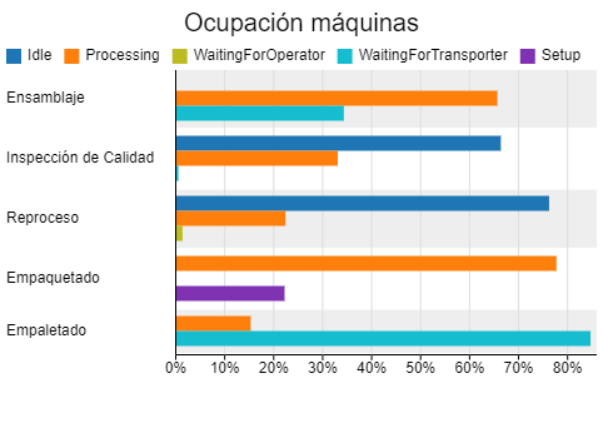 Ocupación máquinas
Idle Processing WaitingForOperator WaitingForTransporter Setup
Ensamblaje
Inspección de Calidad
Reproceso
Empaquetado
Empaletado
0% 10% 20% 30% 40% 50% 60% 70% 80%